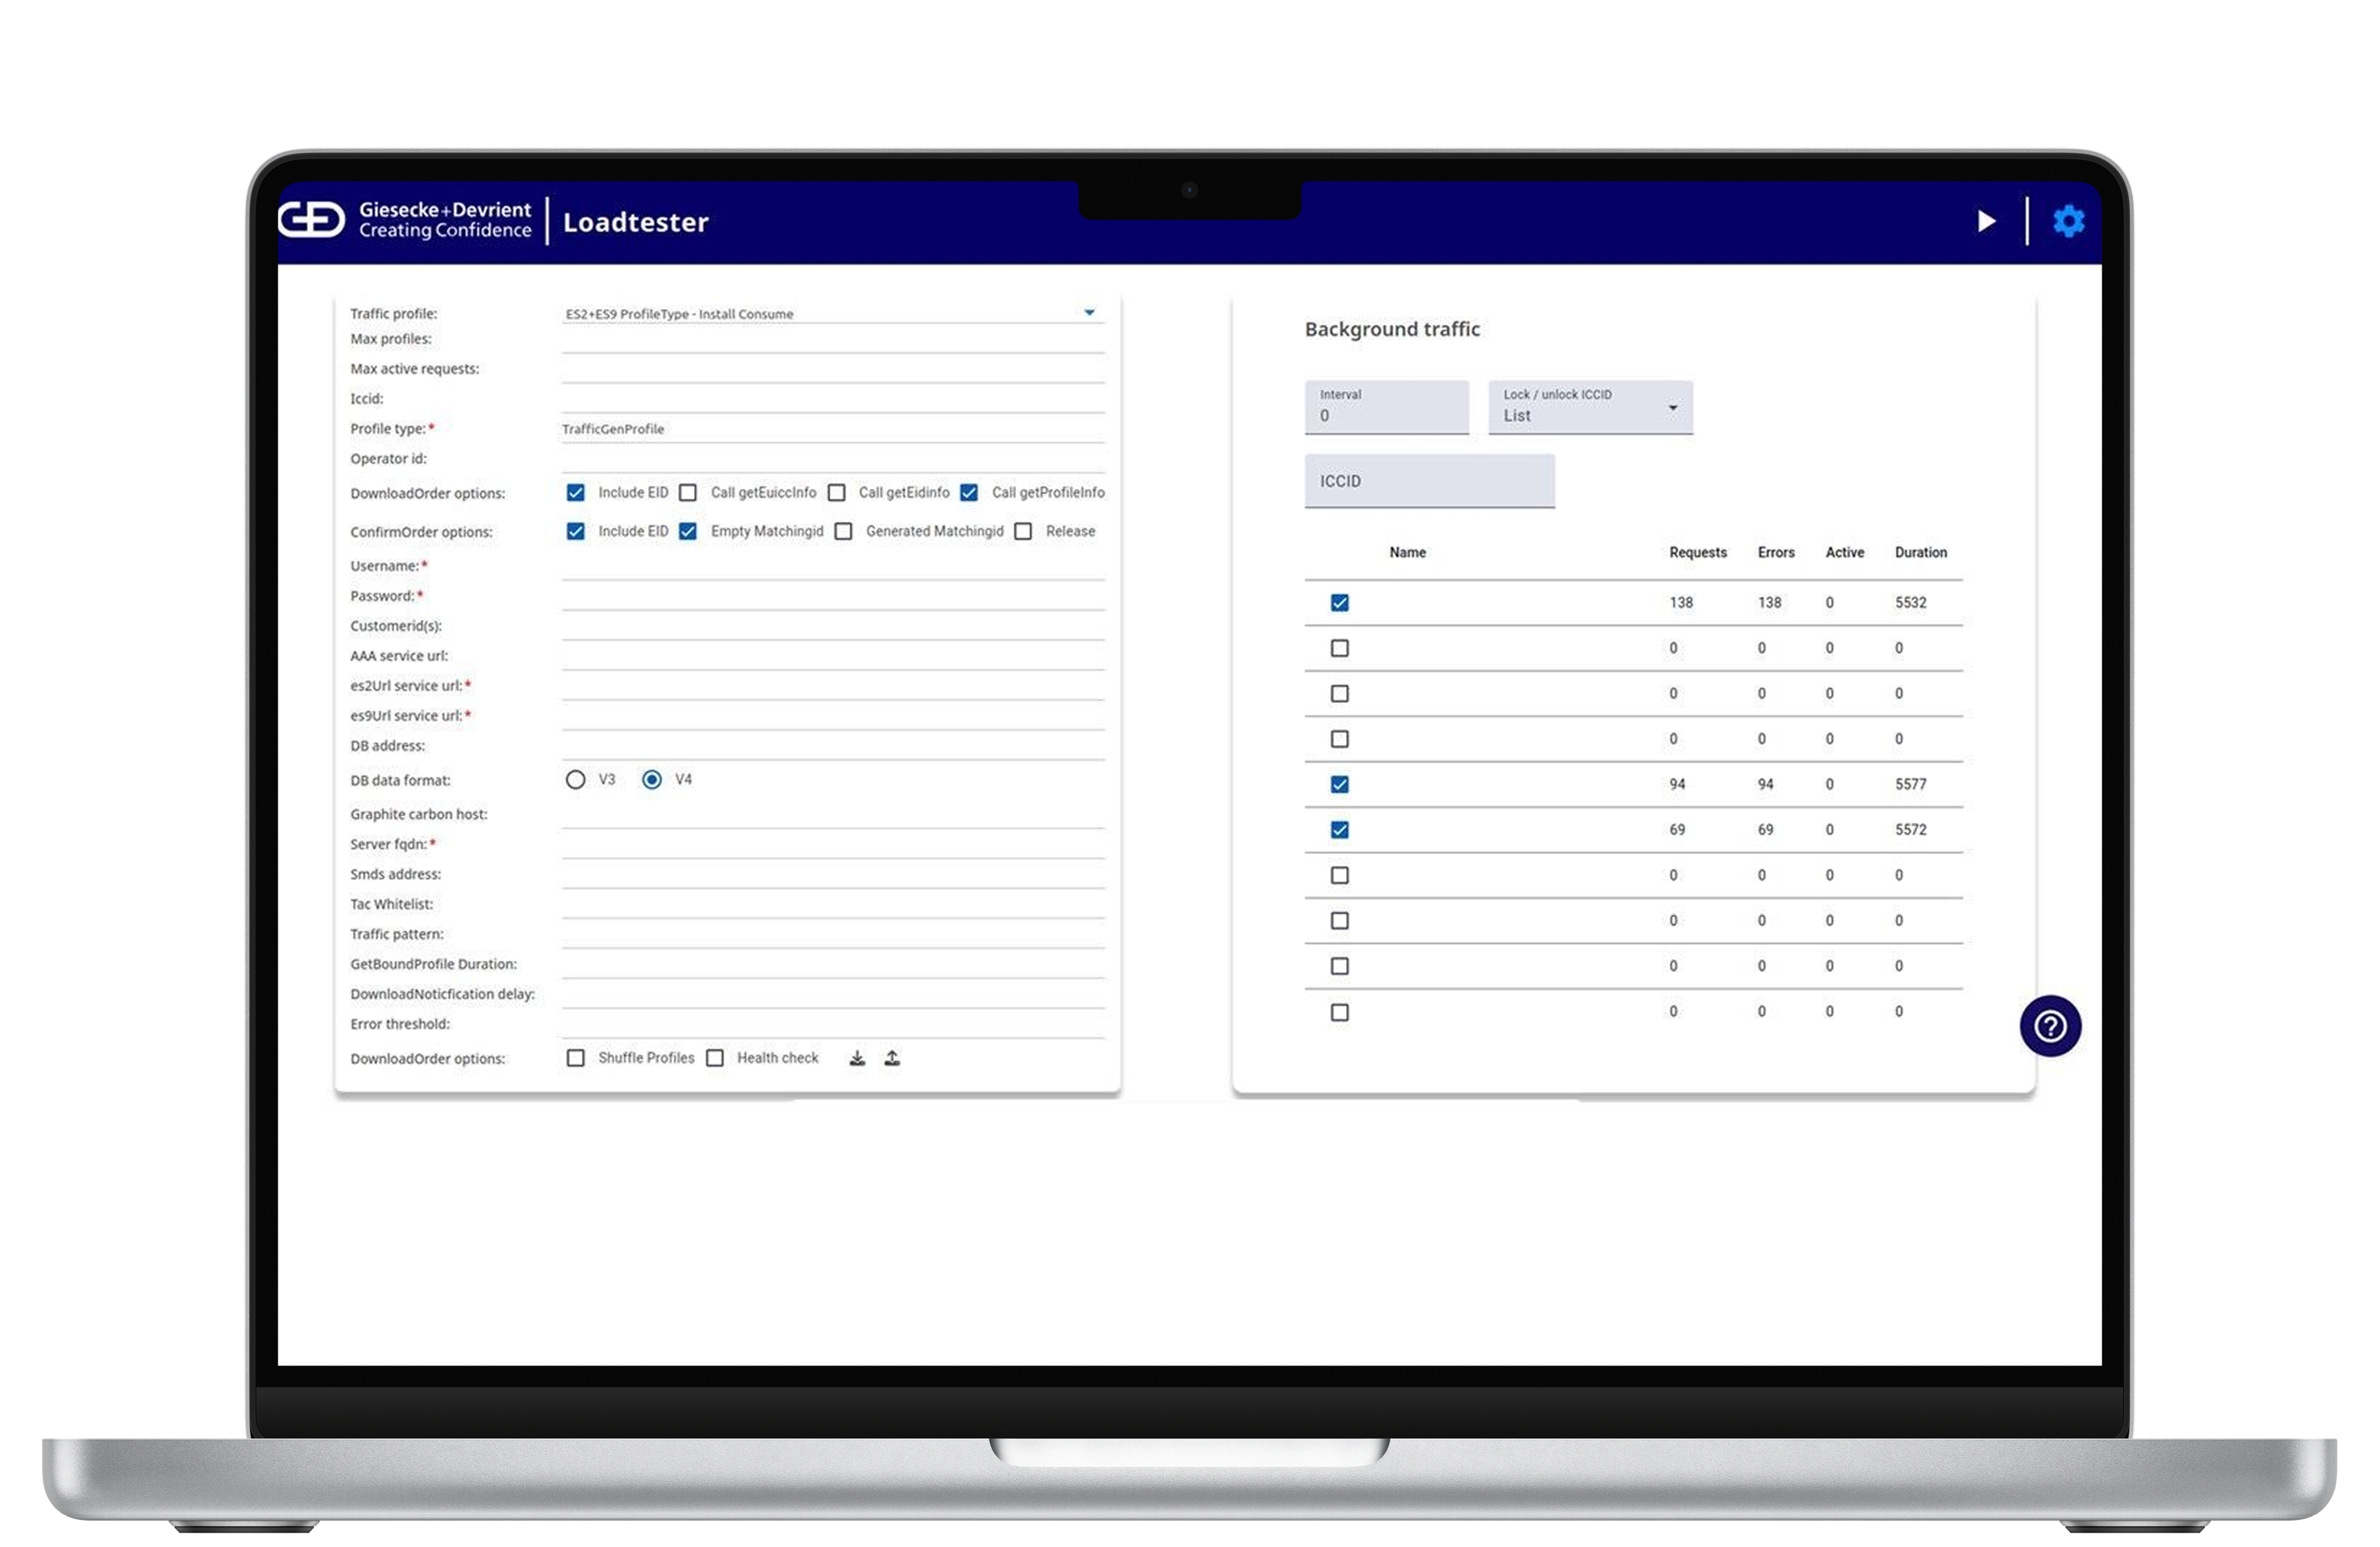 Giesecke+Devrient
Creating Confidence
Loadtester
Traffic profile: ES2+ES9 ProfileType - Install Consume
Max profiles:
Max active requests:
Iccid:
Profile type:* TrafficGenProfile
Operator id:
DownloadOrder options: Include EID Call getEuiccInfo Call getEidinfo Call getProfileInfo
ConfirmOrder options: Include EID Empty Matchingid Generated Matchingid Release
Username:*
Password:*
Customerid(s):
AAA service url:
es2Url service url:*
es9Url service url:*
DB address:
DB data format: V3 V4
Graphite carbon host:
Server fqdn:*
Smds address:
Tac Whitelist:
Traffic pattern:
GetBoundProfile Duration:
DownloadNoticfication delay:
Error threshold:
DownloadOrder options: Shuffle Profiles Health check
Background traffic
Interval
0
Lock / unlock ICCID
List
ICCID
Name Requests Errors Active Duration
138 138 0 5532
0 0 0 0
0 0 0 0
0 0 0 0
94 94 0 5577
69 69 0 5572
0 0 0 0
0 0 0 0
0 0 0 0
0 0 0 0